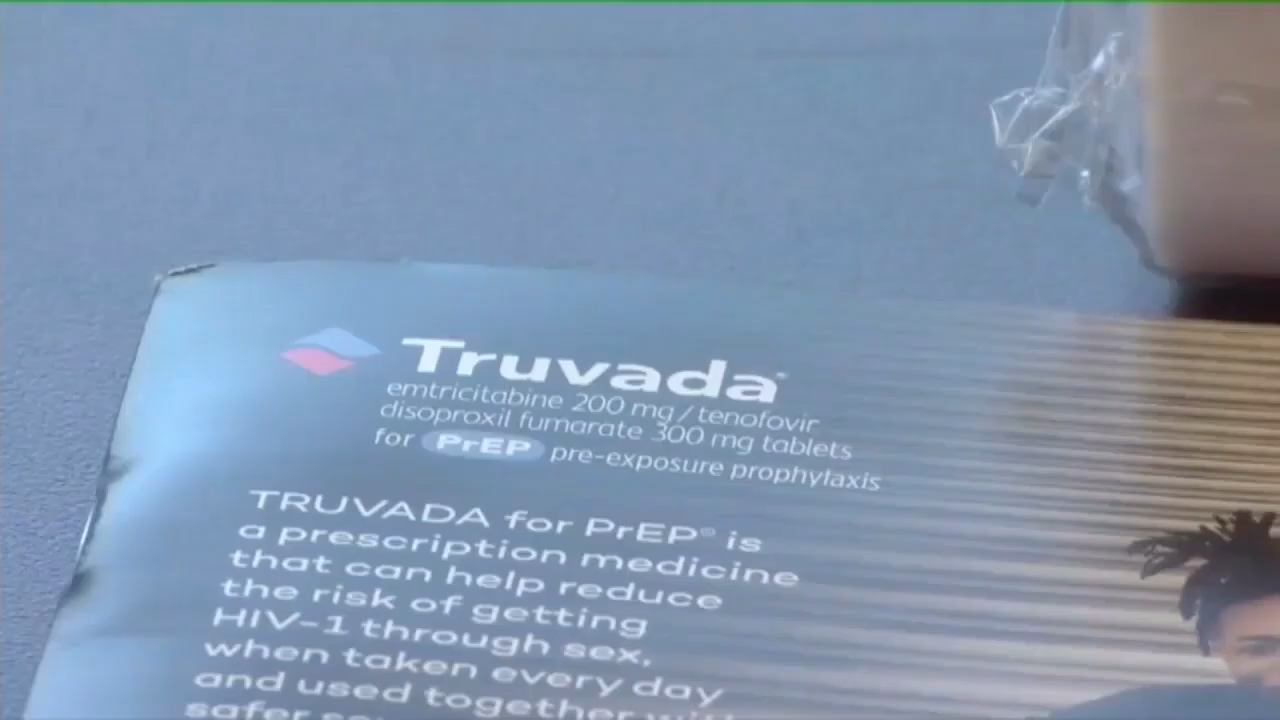 Truvada®
emtricitabine 200 mg / tenofovir
disoproxil fumarate 300 mg tablets
for PrEP pre-exposure prophylaxis
TRUVADA for PrEP® is
a prescription medicine
that can help reduce
the risk of getting
HIV-1 through sex,
when taken every day
and used together with
safer